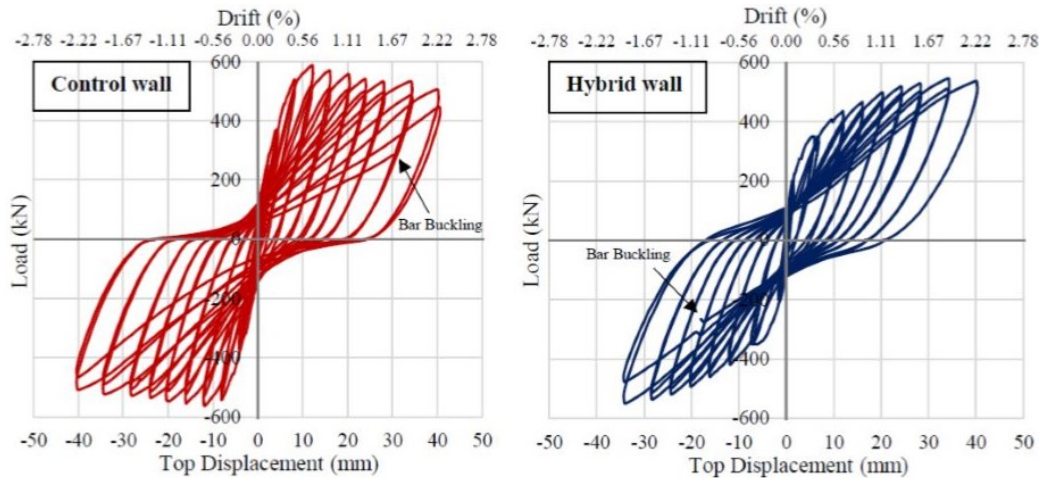 Drift (%)
-2.78 -2.22 -1.67 -1.11 -0.56 0.00 0.56 1.11 1.67 2.22 2.78
Control wall
Load (kN)
600
400
200
0
-200
-400
-600
Bar Buckling
-50 -40 -30 -20 -10 0 10 20 30 40 50
Top Displacement (mm)
Drift (%)
-2.78 -2.22 -1.67 -1.11 -0.56 0.00 0.56 1.11 1.67 2.22 2.78
Hybrid wall
Load (kN)
600
400
200
0
Bar Buckling
-200
-400
-600
-50 -40 -30 -20 -10 0 10 20 30 40 50
Top Displacement (mm)